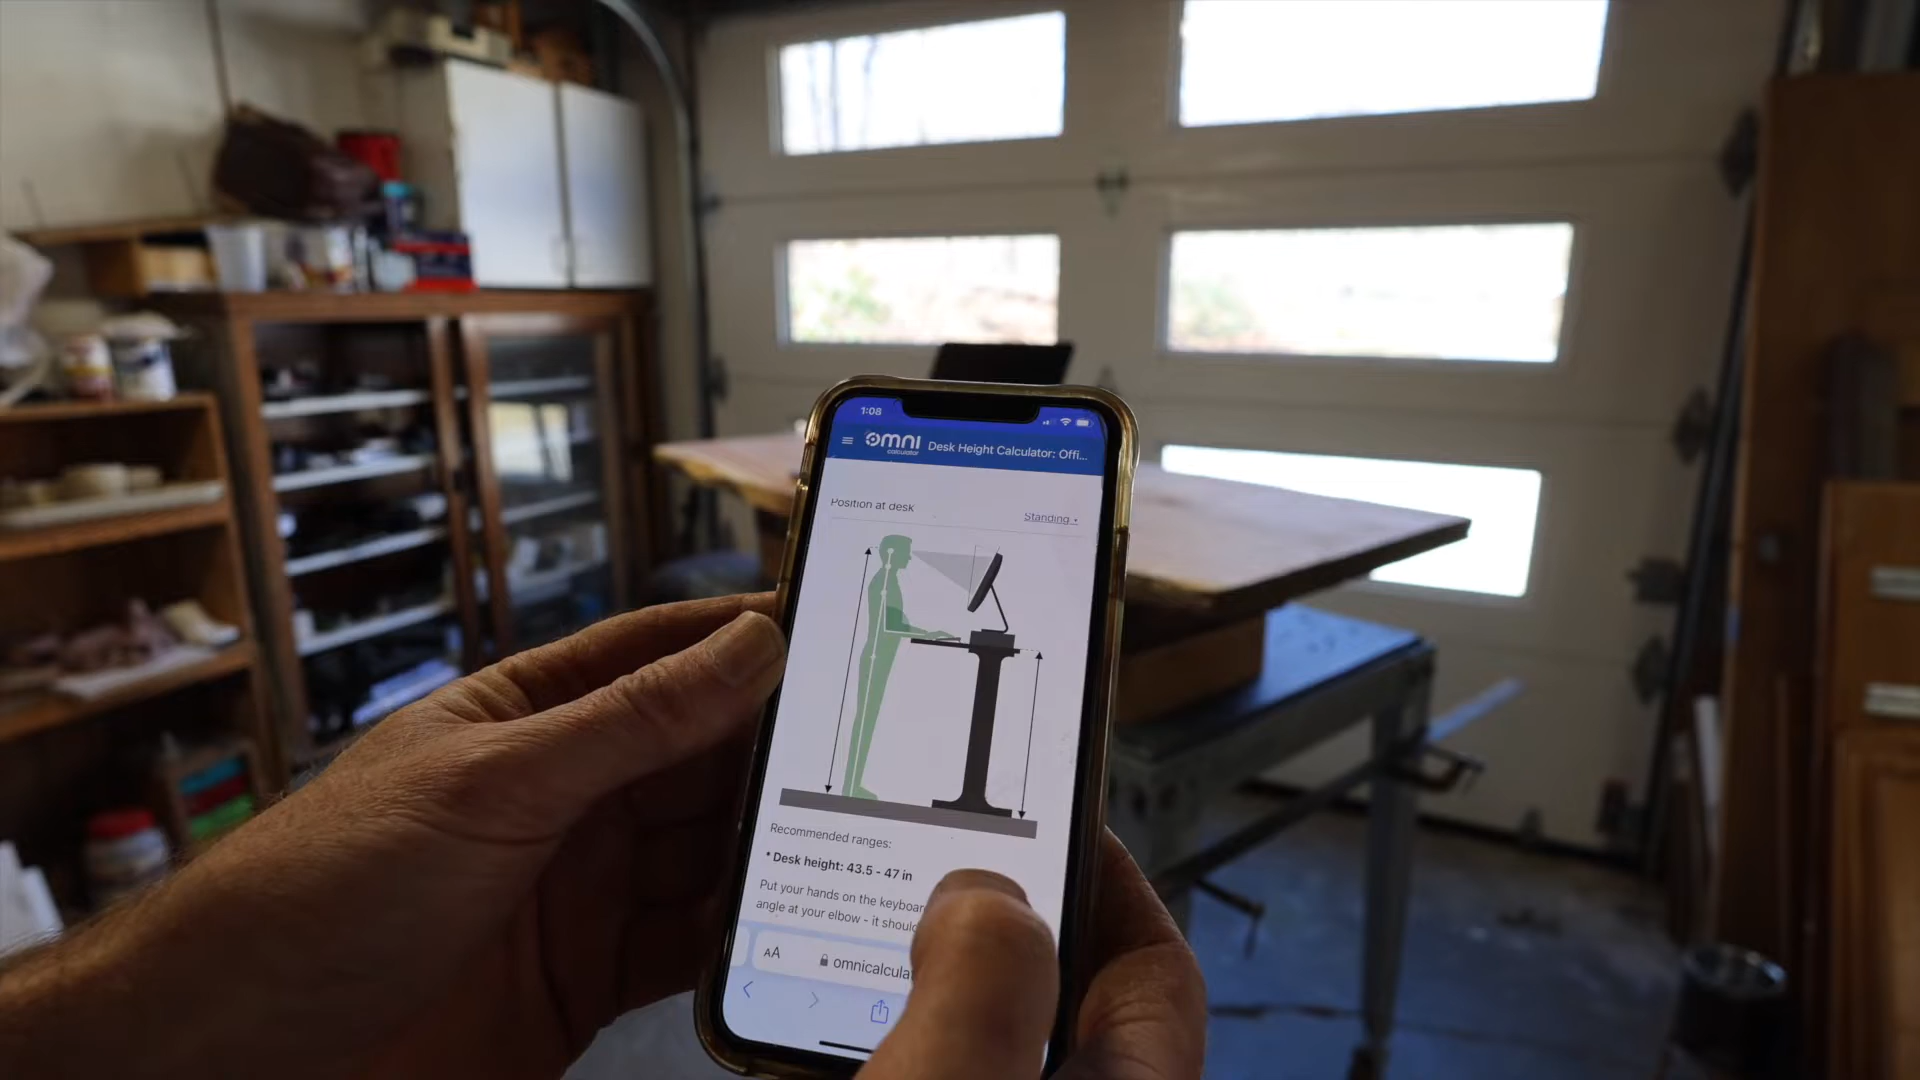 1:08
OMNI
calculator
Desk Height Calculator: Offi...
Position at desk
Standing
Recommended ranges:
* Desk height: 43.5 - 47 in
Put your hands on the keyboar
angle at your elbow - it shoul
AA
omnicalcula